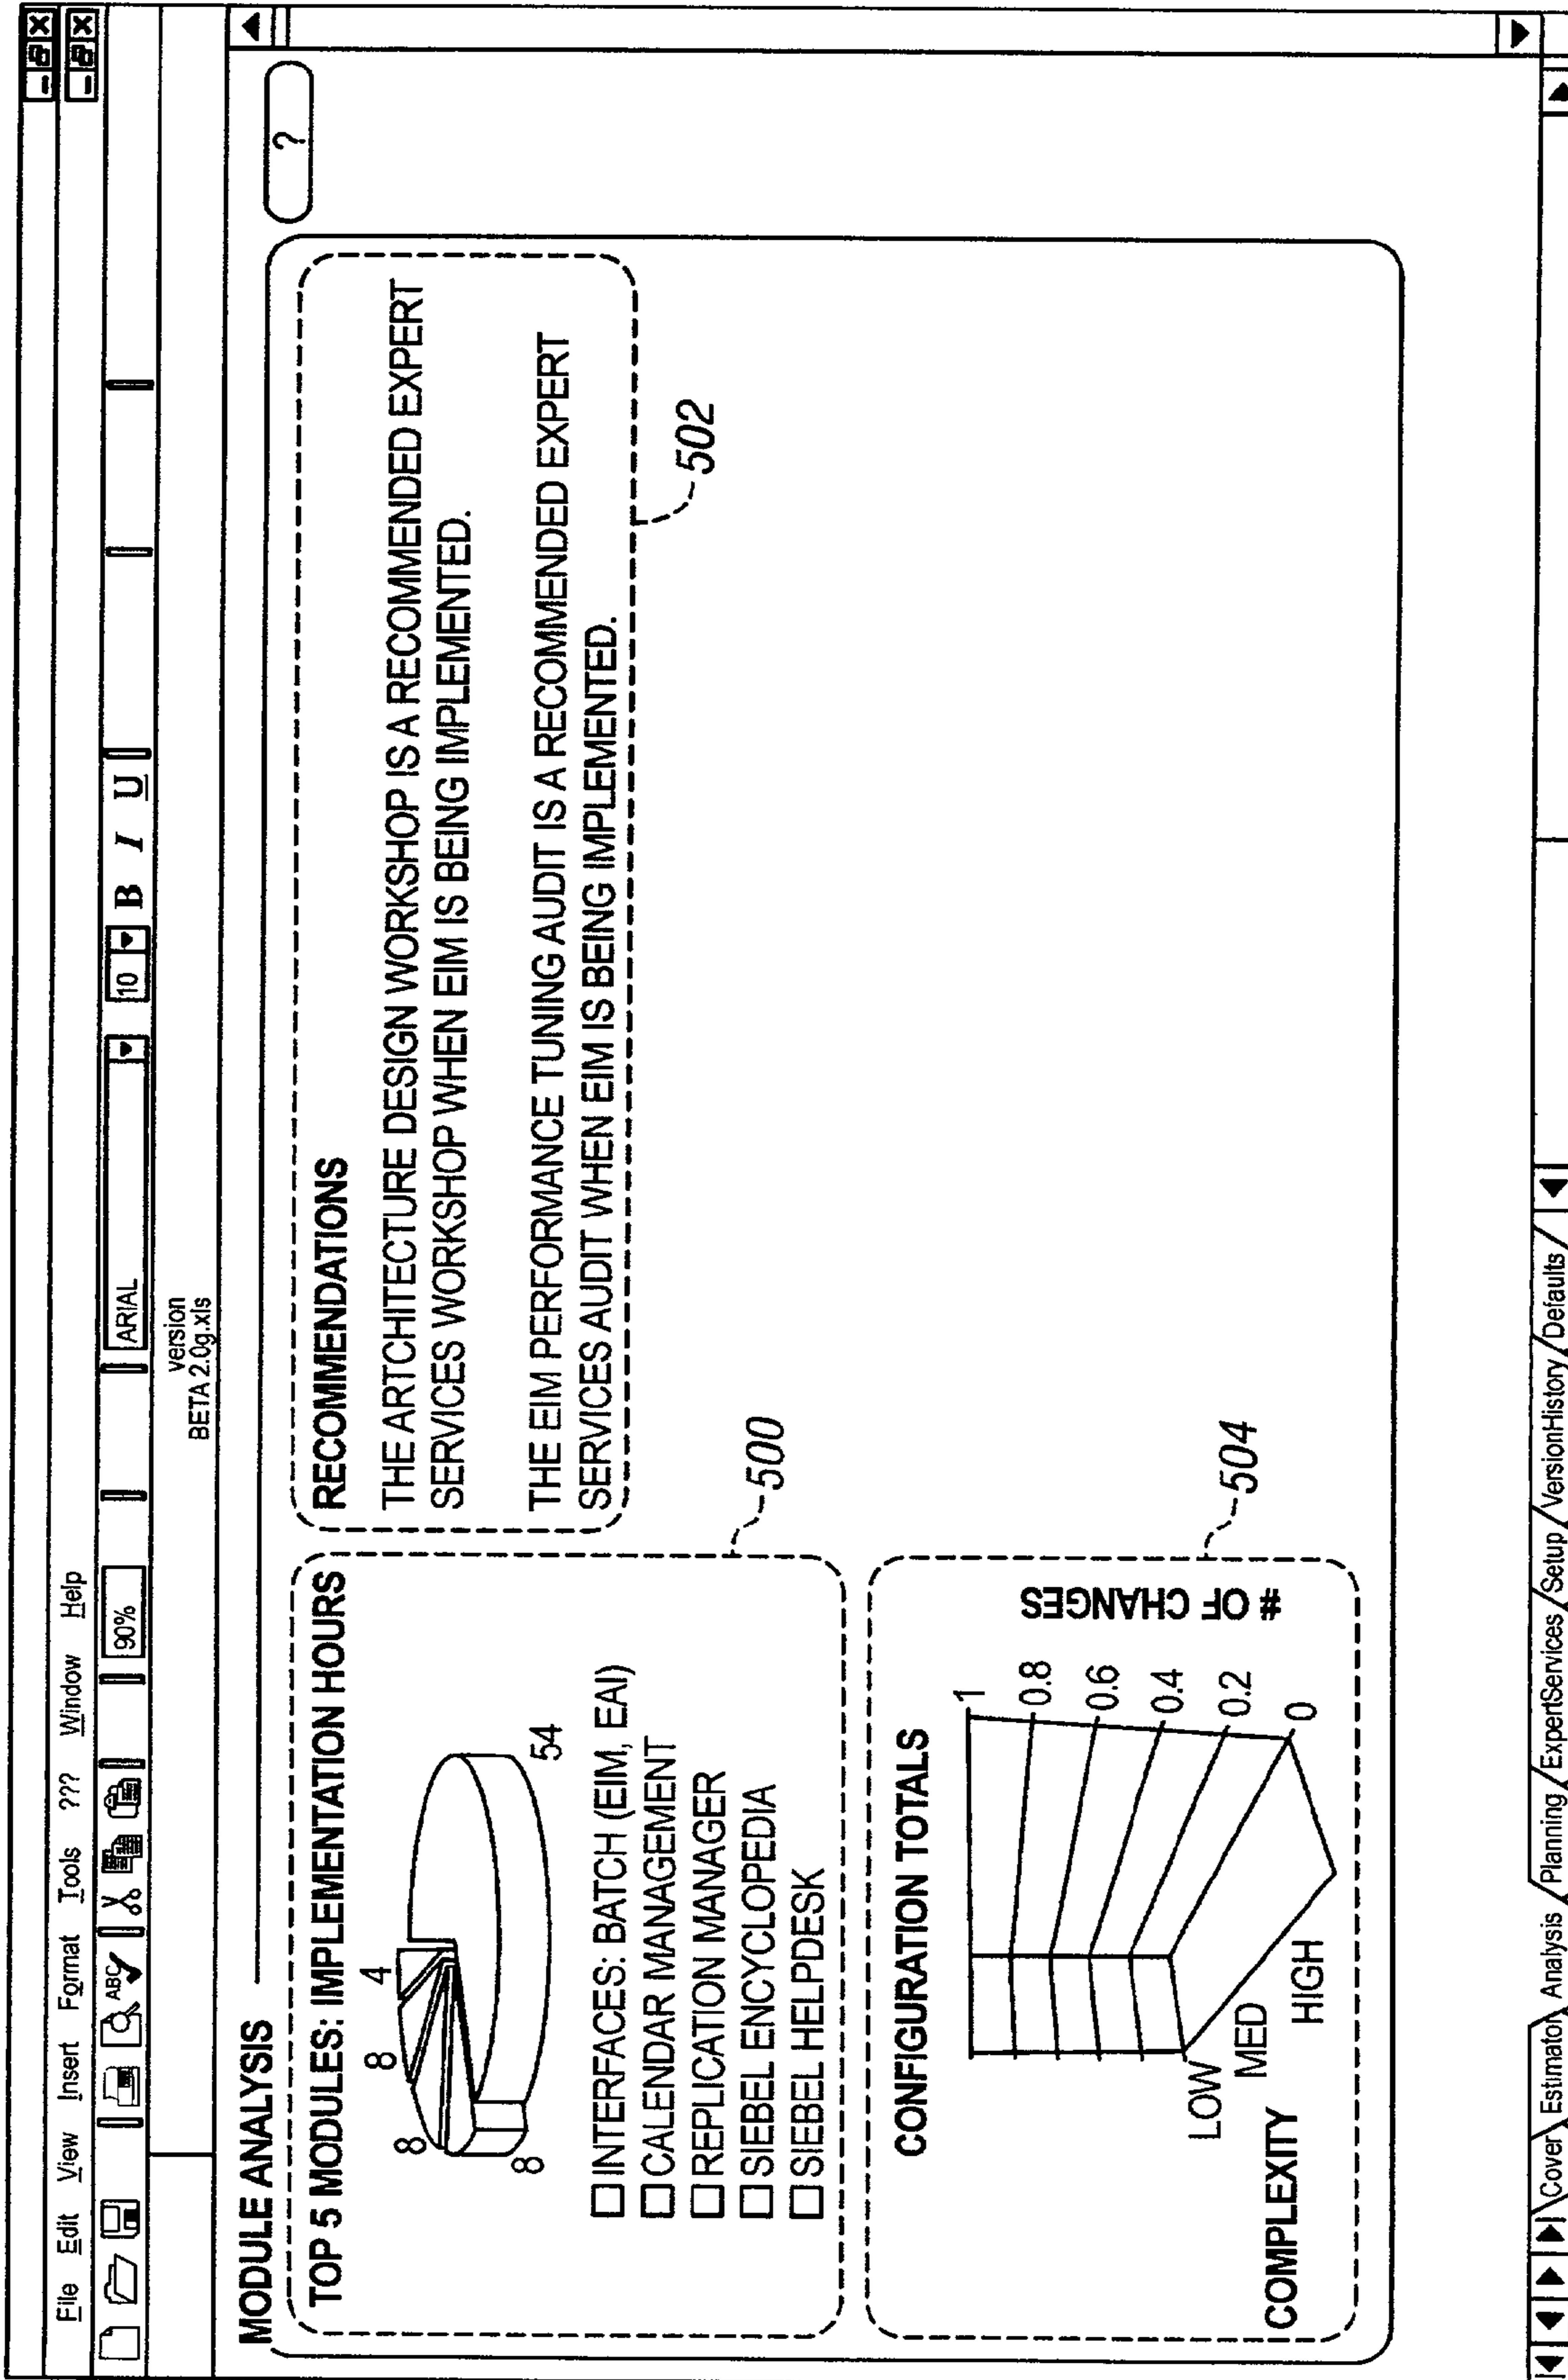 File Edit View Insert Format Tools ??? Window Help
ABC 90% ARIAL 10 B I U
version
BETA 2.0g.xls
MODULE ANALYSIS
?
TOP 5 MODULES: IMPLEMENTATION HOURS
8
8
8
4
54
INTERFACES: BATCH (EIM, EAI)
CALENDAR MANAGEMENT
REPLICATION MANAGER
SIEBEL ENCYCLOPEDIA
SIEBEL HELPDESK
500
RECOMMENDATIONS
THE ARTCHITECTURE DESIGN WORKSHOP IS A RECOMMENDED EXPERT
SERVICES WORKSHOP WHEN EIM IS BEING IMPLEMENTED.
THE EIM PERFORMANCE TUNING AUDIT IS A RECOMMENDED EXPERT
SERVICES AUDIT WHEN EIM IS BEING IMPLEMENTED.
502
CONFIGURATION TOTALS
1
0.8
0.6
0.4
0.2
0
# OF CHANGES
LOW
MED
HIGH
COMPLEXITY
504
Cover Estimator Analysis Planning ExpertServices Setup VersionHistory Defaults